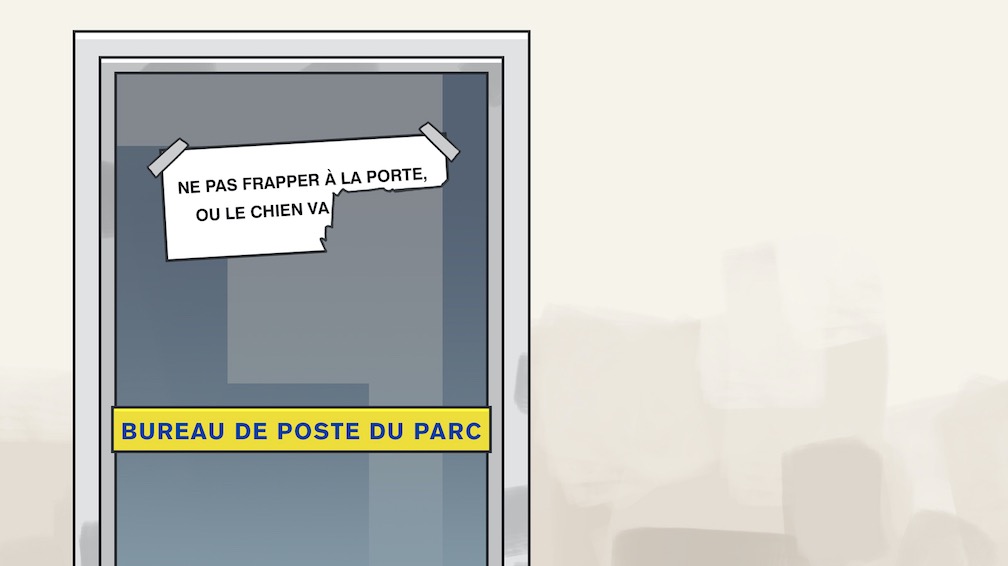 NE PAS FRAPPER À LA PORTE,
OU LE CHIEN VA
BUREAU DE POSTE DU PARC